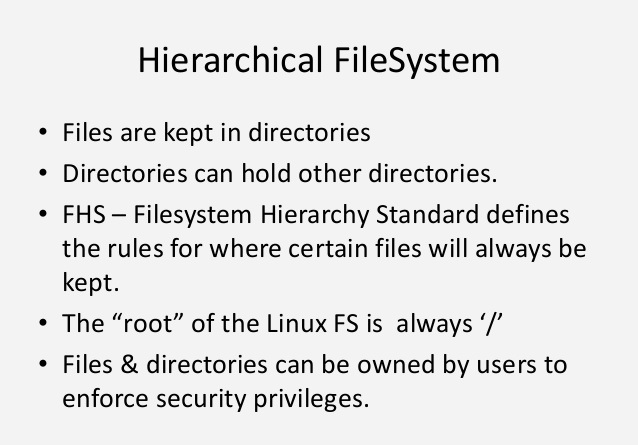 Hierarchical FileSystem
• Files are kept in directories
• Directories can hold other directories.
• FHS – Filesystem Hierarchy Standard defines
the rules for where certain files will always be
kept.
• The “root” of the Linux FS is  always ‘/’
• Files & directories can be owned by users to
enforce security privileges.